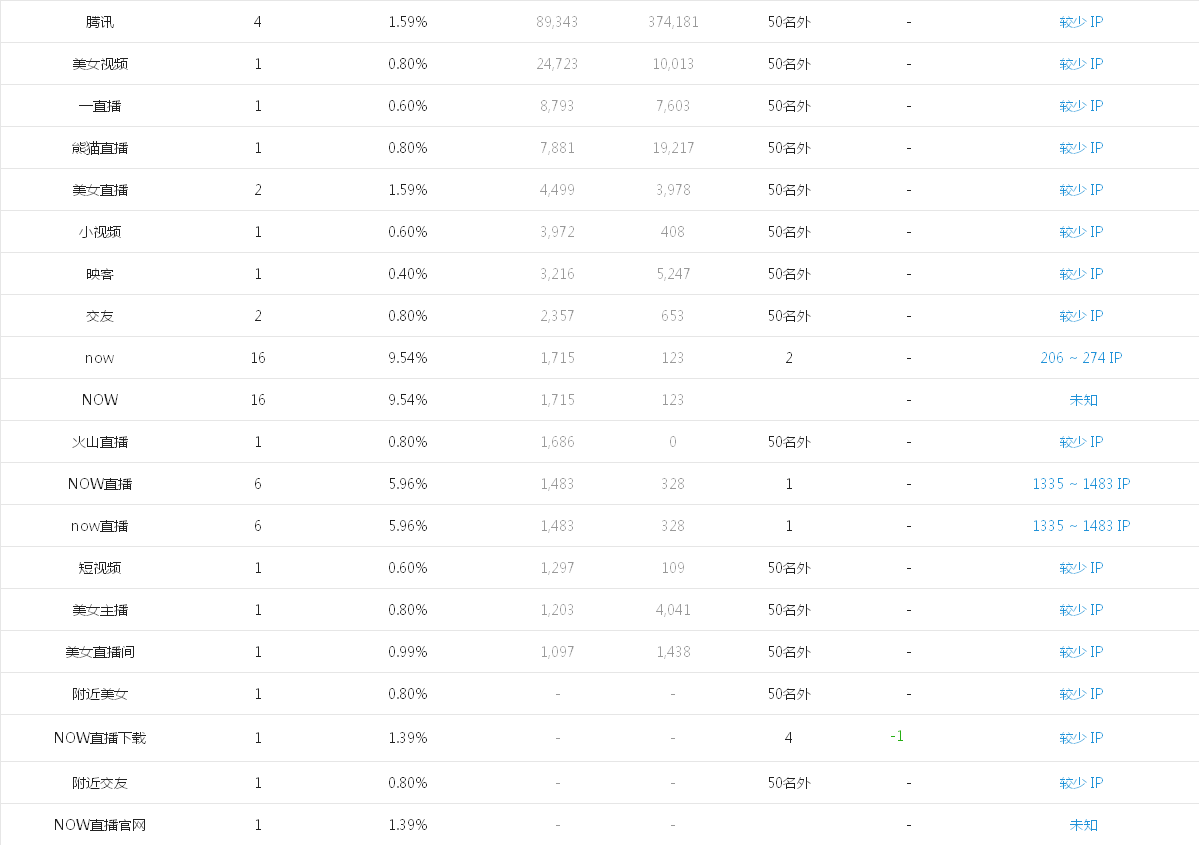 腾讯 4 1.59% 89,343 374,181 50名外 - 较少 IP
美女视频 1 0.80% 24,723 10,013 50名外 - 较少 IP
一直播 1 0.60% 8,793 7,603 50名外 - 较少 IP
熊猫直播 1 0.80% 7,881 19,217 50名外 - 较少 IP
美女直播 2 1.59% 4,499 3,978 50名外 - 较少 IP
小视频 1 0.60% 3,972 408 50名外 - 较少 IP
映客 1 0.40% 3,216 5,247 50名外 - 较少 IP
交友 2 0.80% 2,357 653 50名外 - 较少 IP
now 16 9.54% 1,715 123 2 - 206 ~ 274 IP
NOW 16 9.54% 1,715 123 - 未知
火山直播 1 0.80% 1,686 0 50名外 - 较少 IP
NOW直播 6 5.96% 1,483 328 1 - 1335 ~ 1483 IP
now直播 6 5.96% 1,483 328 1 - 1335 ~ 1483 IP
短视频 1 0.60% 1,297 109 50名外 - 较少 IP
美女主播 1 0.80% 1,203 4,041 50名外 - 较少 IP
美女直播间 1 0.99% 1,097 1,438 50名外 - 较少 IP
附近美女 1 0.80% - - 50名外 - 较少 IP
NOW直播下载 1 1.39% - - 4 -1 较少 IP
附近交友 1 0.80% - - 50名外 - 较少 IP
NOW直播官网 1 1.39% - - - 未知